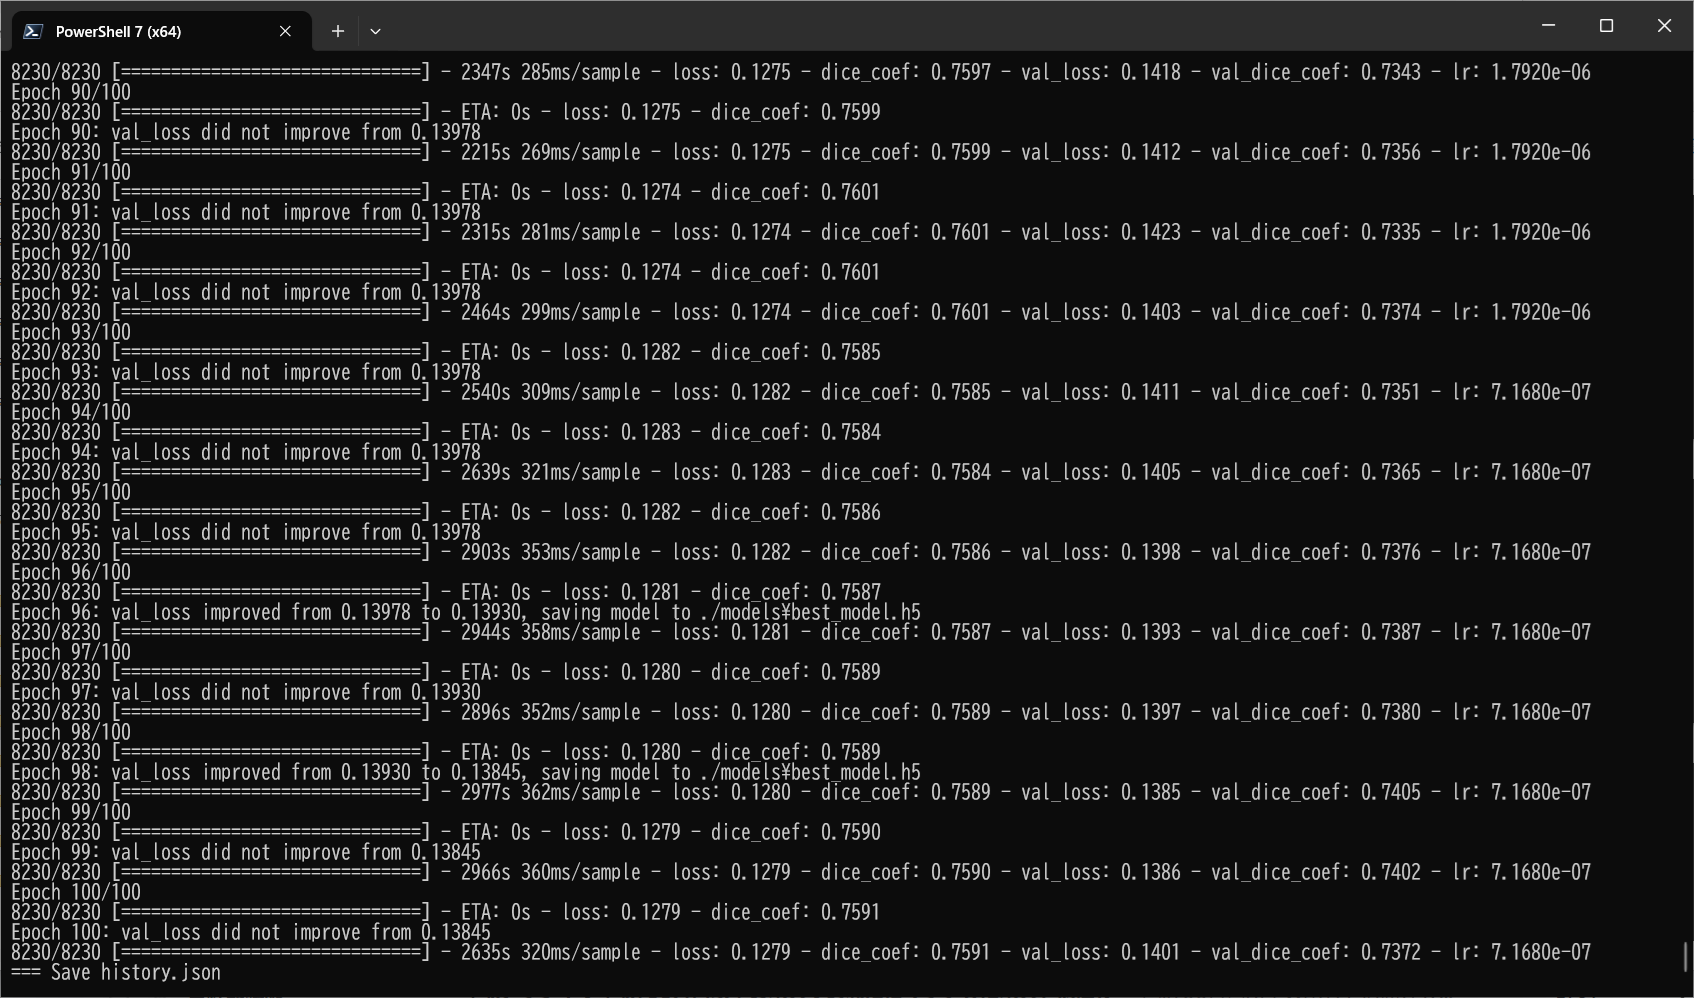 PowerShell 7 (x64)
8230/8230 [==============================] - 2347s 285ms/sample - loss: 0.1275 - dice_coef: 0.7597 - val_loss: 0.1418 - val_dice_coef: 0.7343 - lr: 1.7920e-06
Epoch 90/100
8230/8230 [==============================] - ETA: 0s - loss: 0.1275 - dice_coef: 0.7599
Epoch 90: val_loss did not improve from 0.13978
8230/8230 [==============================] - 2215s 269ms/sample - loss: 0.1275 - dice_coef: 0.7599 - val_loss: 0.1412 - val_dice_coef: 0.7356 - lr: 1.7920e-06
Epoch 91/100
8230/8230 [==============================] - ETA: 0s - loss: 0.1274 - dice_coef: 0.7601
Epoch 91: val_loss did not improve from 0.13978
8230/8230 [==============================] - 2315s 281ms/sample - loss: 0.1274 - dice_coef: 0.7601 - val_loss: 0.1423 - val_dice_coef: 0.7335 - lr: 1.7920e-06
Epoch 92/100
8230/8230 [==============================] - ETA: 0s - loss: 0.1274 - dice_coef: 0.7601
Epoch 92: val_loss did not improve from 0.13978
8230/8230 [==============================] - 2464s 299ms/sample - loss: 0.1274 - dice_coef: 0.7601 - val_loss: 0.1403 - val_dice_coef: 0.7374 - lr: 1.7920e-06
Epoch 93/100
8230/8230 [==============================] - ETA: 0s - loss: 0.1282 - dice_coef: 0.7585
Epoch 93: val_loss did not improve from 0.13978
8230/8230 [==============================] - 2540s 309ms/sample - loss: 0.1282 - dice_coef: 0.7585 - val_loss: 0.1411 - val_dice_coef: 0.7351 - lr: 7.1680e-07
Epoch 94/100
8230/8230 [==============================] - ETA: 0s - loss: 0.1283 - dice_coef: 0.7584
Epoch 94: val_loss did not improve from 0.13978
8230/8230 [==============================] - 2639s 321ms/sample - loss: 0.1283 - dice_coef: 0.7584 - val_loss: 0.1405 - val_dice_coef: 0.7365 - lr: 7.1680e-07
Epoch 95/100
8230/8230 [==============================] - ETA: 0s - loss: 0.1282 - dice_coef: 0.7586
Epoch 95: val_loss did not improve from 0.13978
8230/8230 [==============================] - 2903s 353ms/sample - loss: 0.1282 - dice_coef: 0.7586 - val_loss: 0.1398 - val_dice_coef: 0.7376 - lr: 7.1680e-07
Epoch 96/100
8230/8230 [==============================] - ETA: 0s - loss: 0.1281 - dice_coef: 0.7587
Epoch 96: val_loss improved from 0.13978 to 0.13930, saving model to ./models¥best_model.h5
8230/8230 [==============================] - 2944s 358ms/sample - loss: 0.1281 - dice_coef: 0.7587 - val_loss: 0.1393 - val_dice_coef: 0.7387 - lr: 7.1680e-07
Epoch 97/100
8230/8230 [==============================] - ETA: 0s - loss: 0.1280 - dice_coef: 0.7589
Epoch 97: val_loss did not improve from 0.13930
8230/8230 [==============================] - 2896s 352ms/sample - loss: 0.1280 - dice_coef: 0.7589 - val_loss: 0.1397 - val_dice_coef: 0.7380 - lr: 7.1680e-07
Epoch 98/100
8230/8230 [==============================] - ETA: 0s - loss: 0.1280 - dice_coef: 0.7589
Epoch 98: val_loss improved from 0.13930 to 0.13845, saving model to ./models¥best_model.h5
8230/8230 [==============================] - 2977s 362ms/sample - loss: 0.1280 - dice_coef: 0.7589 - val_loss: 0.1385 - val_dice_coef: 0.7405 - lr: 7.1680e-07
Epoch 99/100
8230/8230 [==============================] - ETA: 0s - loss: 0.1279 - dice_coef: 0.7590
Epoch 99: val_loss did not improve from 0.13845
8230/8230 [==============================] - 2966s 360ms/sample - loss: 0.1279 - dice_coef: 0.7590 - val_loss: 0.1386 - val_dice_coef: 0.7402 - lr: 7.1680e-07
Epoch 100/100
8230/8230 [==============================] - ETA: 0s - loss: 0.1279 - dice_coef: 0.7591
Epoch 100: val_loss did not improve from 0.13845
8230/8230 [==============================] - 2635s 320ms/sample - loss: 0.1279 - dice_coef: 0.7591 - val_loss: 0.1401 - val_dice_coef: 0.7372 - lr: 7.1680e-07
=== Save history.json